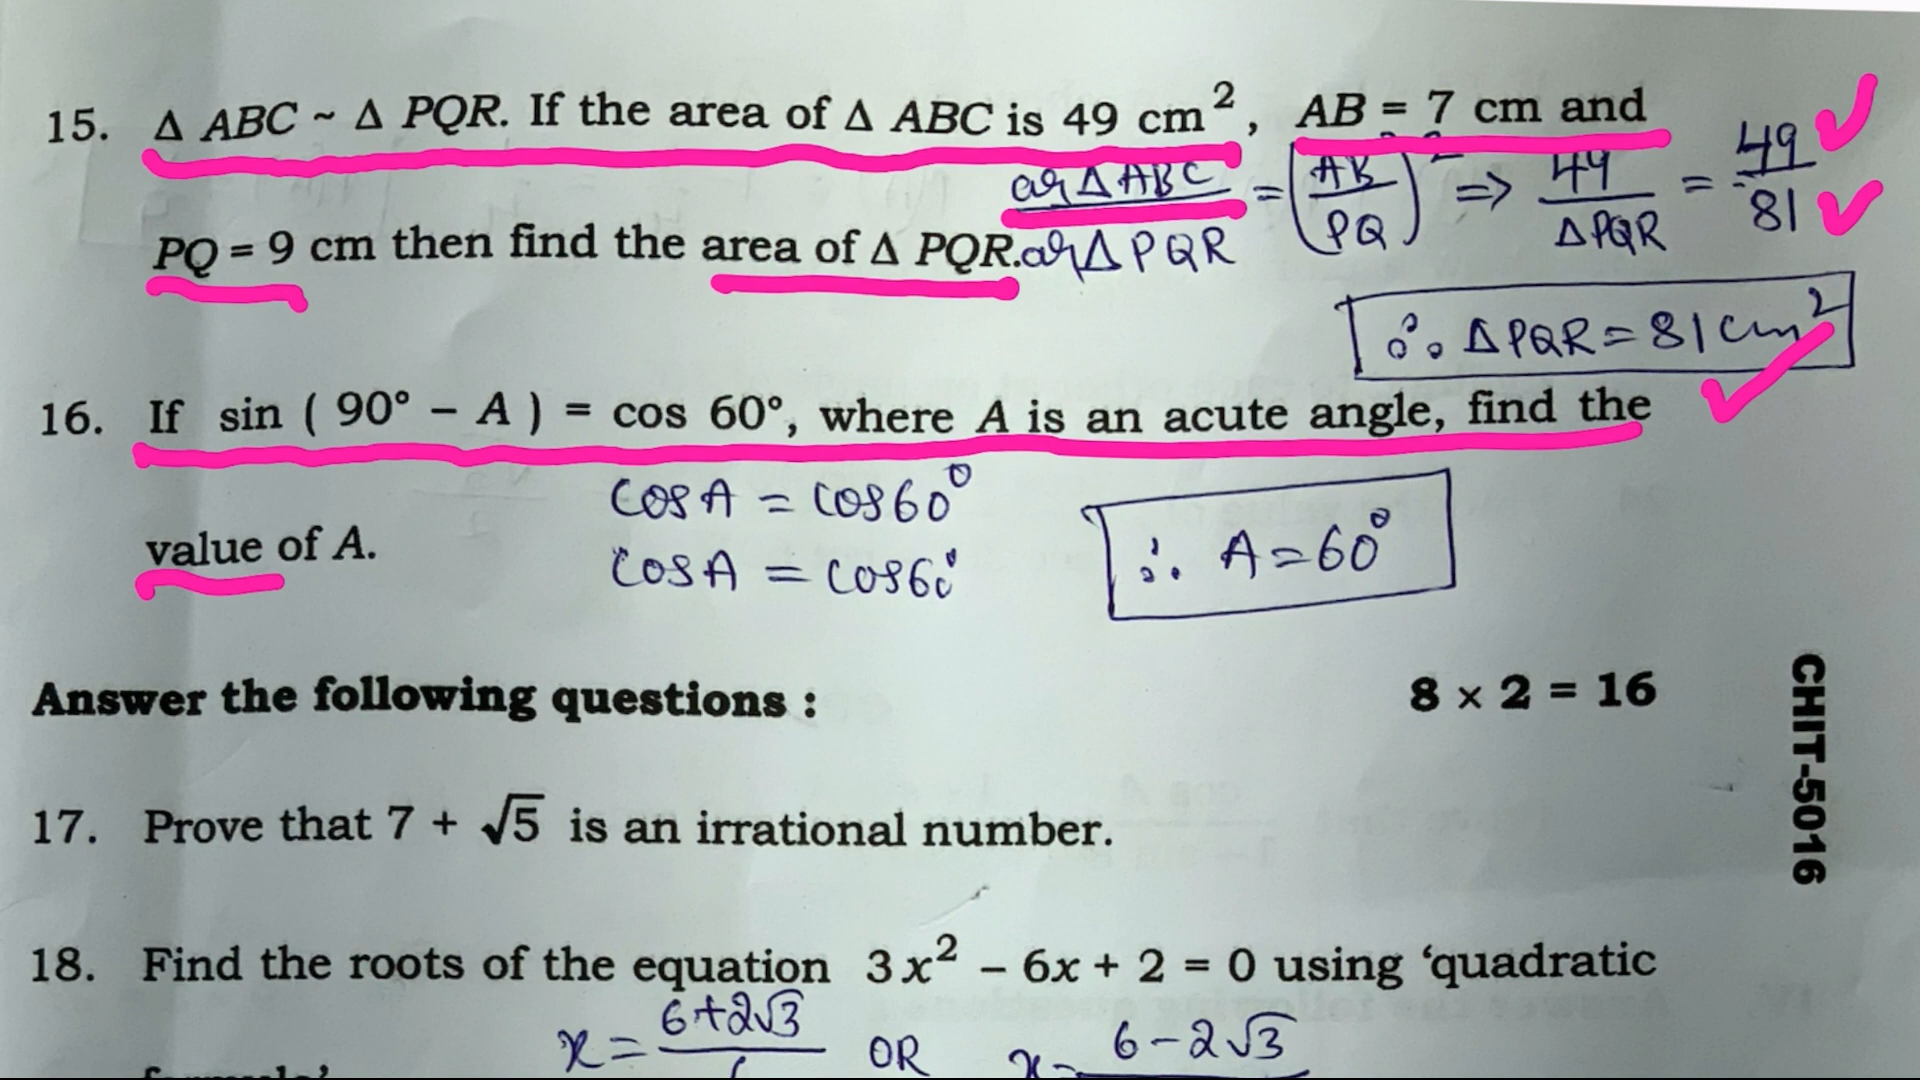 15. Δ ABC ~ Δ PQR. If the area of Δ ABC is 49 cm², AB = 7 cm and
ar Δ ABC / ar Δ PQR = (AB / PQ)² ⇒ 49 / Δ PQR = 49 / 81
PQ = 9 cm then find the area of Δ PQR.
∴ Δ PQR = 81 cm²
16. If sin ( 90° – A ) = cos 60°, where A is an acute angle, find the
cos A = cos 60°
value of A.
cos A = cos 60°
∴ A = 60°
Answer the following questions : 8 × 2 = 16
CHIT-5016
17. Prove that 7 + √5 is an irrational number.
18. Find the roots of the equation 3x² – 6x + 2 = 0 using ‘quadratic
x = 6+2√3 OR x = 6-2√3